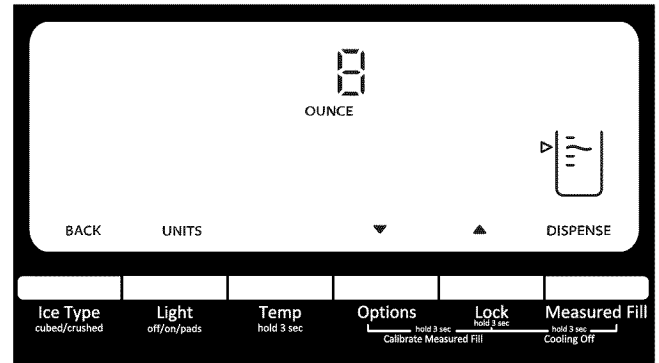 8
OUNCE
BACK UNITS ▼ ▲ DISPENSE
Ice Type Light Temp Options Lock Measured Fill
cubed/crushed off/on/pads hold 3 sec hold 3 sec hold 3 sec hold 3 sec
Calibrate Measured Fill Cooling Off